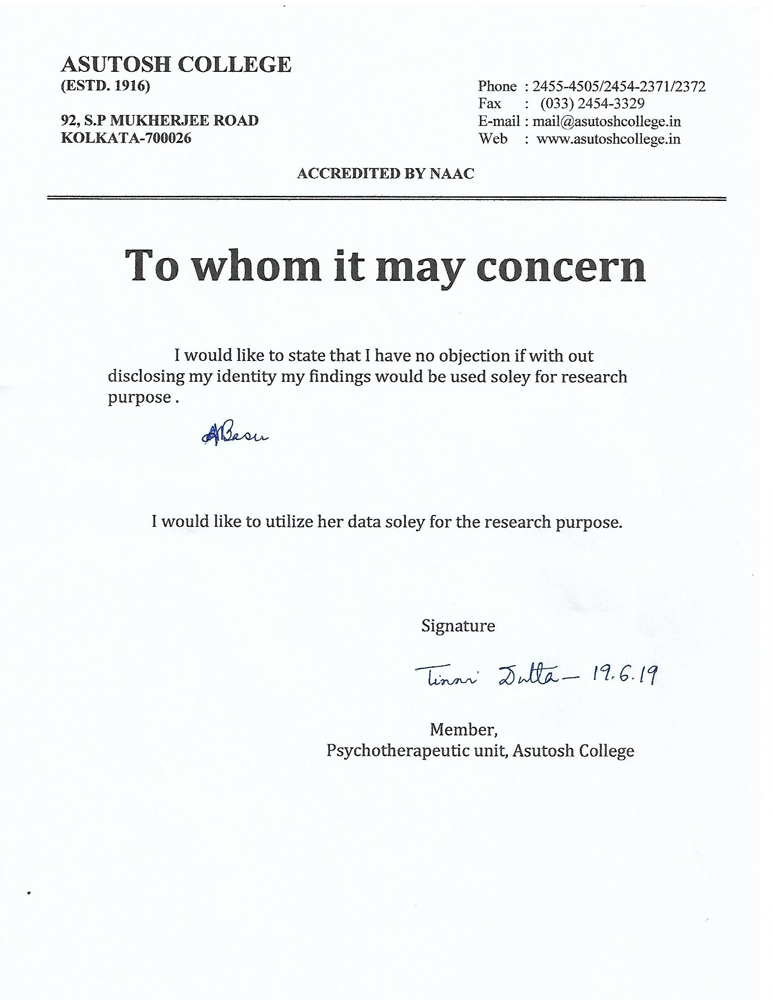 ASUTOSH COLLEGE
(ESTD. 1916)
92, S.P MUKHERJEE ROAD
KOLKATA-700026
Phone : 2455-4505/2454-2371/2372
Fax : (033) 2454-3329
E-mail : mail@asutoshcollege.in
Web : www.asutoshcollege.in
ACCREDITED BY NAAC
To whom it may concern
I would like to state that I have no objection if with out
disclosing my identity my findings would be used soley for research
purpose .
ABasu
I would like to utilize her data soley for the research purpose.
Signature
Tinni Dutta — 19.6.19
Member,
Psychotherapeutic unit, Asutosh College